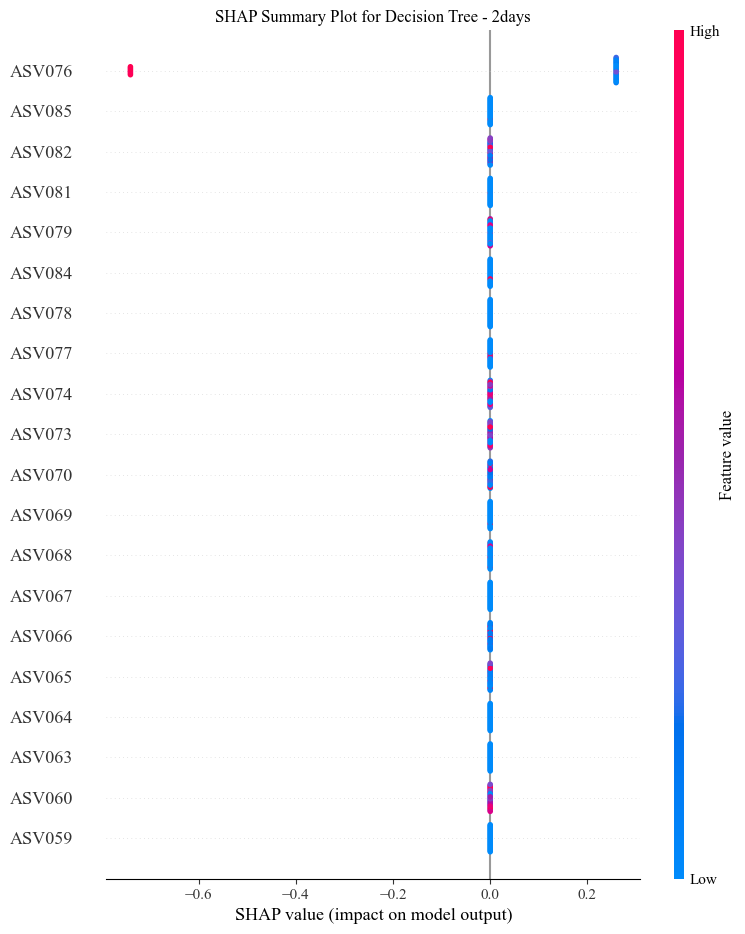 SHAP Summary Plot for Decision Tree - 2days
High
ASV076
ASV085
ASV082
ASV081
ASV079
ASV084
ASV078
ASV077
ASV074
ASV073
ASV070
ASV069
ASV068
ASV067
ASV066
ASV065
ASV064
ASV063
ASV060
ASV059
Feature value
Low
−0.6 −0.4 −0.2 0.0 0.2
SHAP value (impact on model output)